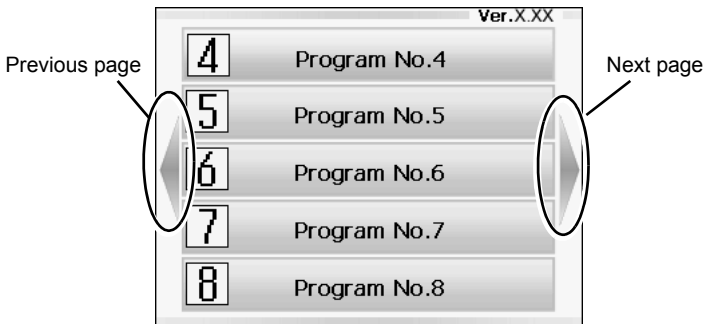 Ver.X.XX
4 Program No.4
Previous page
Next page
5 Program No.5
6 Program No.6
7 Program No.7
8 Program No.8